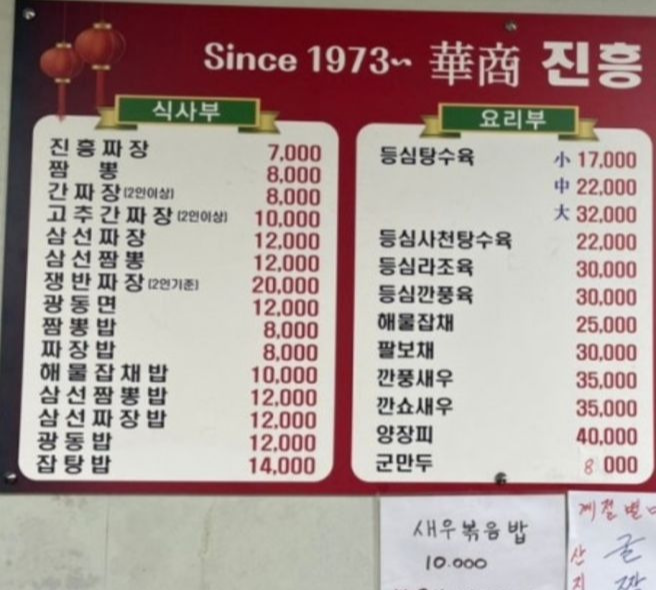 Since 1973~ 華商 진흥
식사부
진흥짜장 7,000
짬 뽕 8,000
간짜장(2인이상) 8,000
고추간짜장(2인이상) 10,000
삼선짜장 12,000
삼선짬뽕 12,000
쟁반짜장(2인기준) 20,000
광동면 12,000
짬뽕밥 8,000
짜장밥 8,000
해물잡채밥 10,000
삼선짬뽕밥 12,000
삼선짜장밥 12,000
광동밥 12,000
잡탕밥 14,000
요리부
등심탕수육 小 17,000
中 22,000
大 32,000
등심사천탕수육 22,000
등심라조육 30,000
등심깐풍육 30,000
해물잡채 25,000
팔보채 30,000
깐풍새우 35,000
깐쇼새우 35,000
양장피 40,000
군만두 8 000
새우볶음밥
10.000
계절별미
산 굴
지 짬